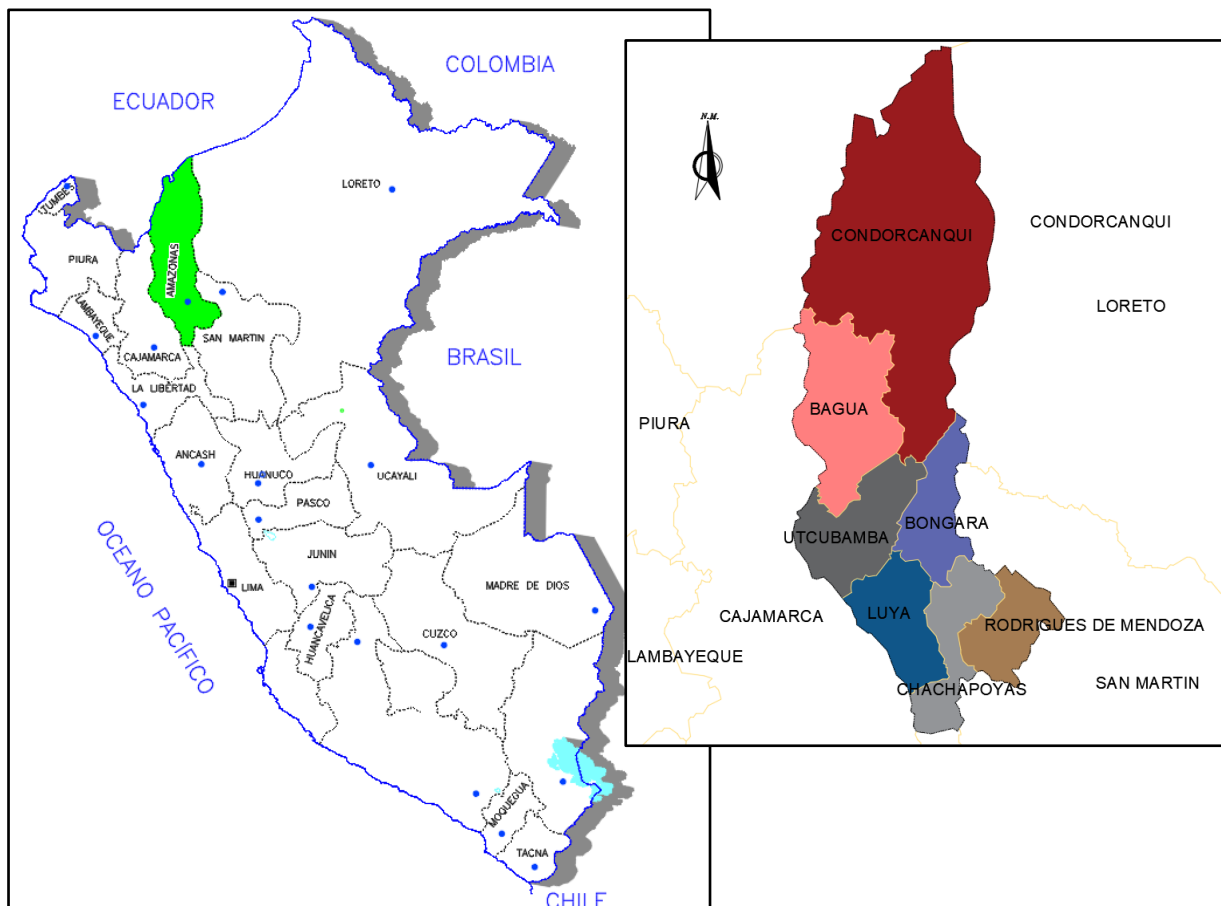 COLOMBIA
ECUADOR
LORETO
TUMBES
PIURA
AMAZONAS
LAMBAYEQUE
SAN MARTIN
CAJAMARCA
BRASIL
LA LIBERTAD
ANCASH
HUANUCO
UCAYALI
PASCO
OCEANO PACÍFICO
JUNIN
LIMA
MADRE DE DIOS
HUANCAVELICA
CUZCO
MOQUEGUA
TACNA
CHILE
N.M.
CONDORCANQUI
CONDORCANQUI
LORETO
BAGUA
PIURA
BONGARA
UTCUBAMBA
CAJAMARCA
LUYA
RODRIGUES DE MENDOZA
LAMBAYEQUE
CHACHAPOYAS
SAN MARTIN